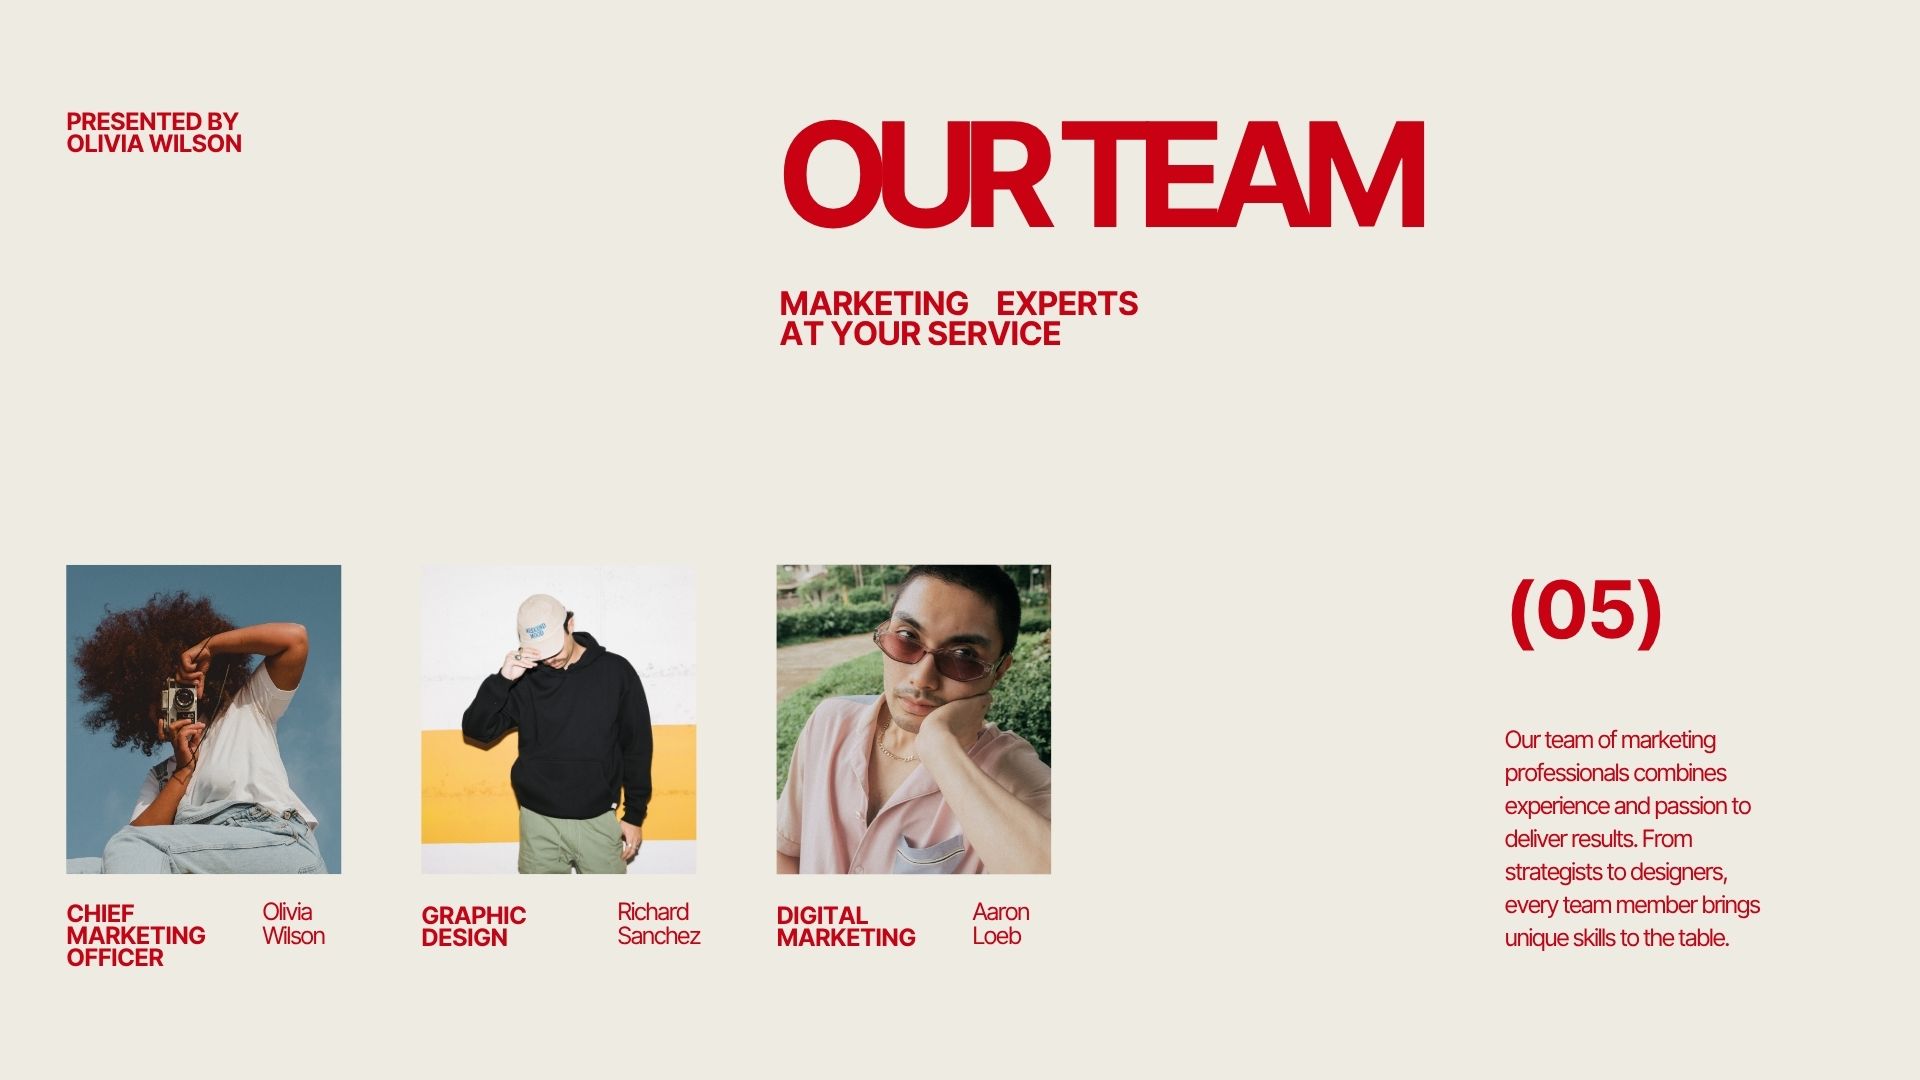 PRESENTED BY
OLIVIA WILSON
OUR TEAM
MARKETING EXPERTS
AT YOUR SERVICE
WEEKEND
MOOD
CHIEF
MARKETING
OFFICER
Olivia
Wilson
GRAPHIC
DESIGN
Richard
Sanchez
DIGITAL
MARKETING
Aaron
Loeb
(05)
Our team of marketing
professionals combines
experience and passion to
deliver results. From
strategists to designers,
every team member brings
unique skills to the table.